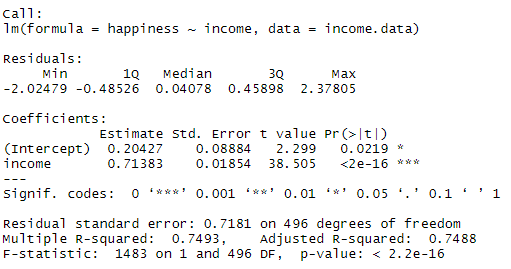 Call:
lm(formula = happiness ~ income, data = income.data)
Residuals:
     Min       1Q   Median       3Q      Max
-2.02479 -0.48526  0.04078  0.45898  2.37805
Coefficients:
            Estimate Std. Error t value Pr(>|t|)
(Intercept)  0.20427    0.08884   2.299   0.0219 *
income       0.71383    0.01854  38.505   <2e-16 ***
---
Signif. codes:  0 ‘***’ 0.001 ‘**’ 0.01 ‘*’ 0.05 ‘.’ 0.1 ‘ ’ 1
Residual standard error: 0.7181 on 496 degrees of freedom
Multiple R-squared:  0.7493,    Adjusted R-squared:  0.7488
F-statistic:  1483 on 1 and 496 DF,  p-value: < 2.2e-16